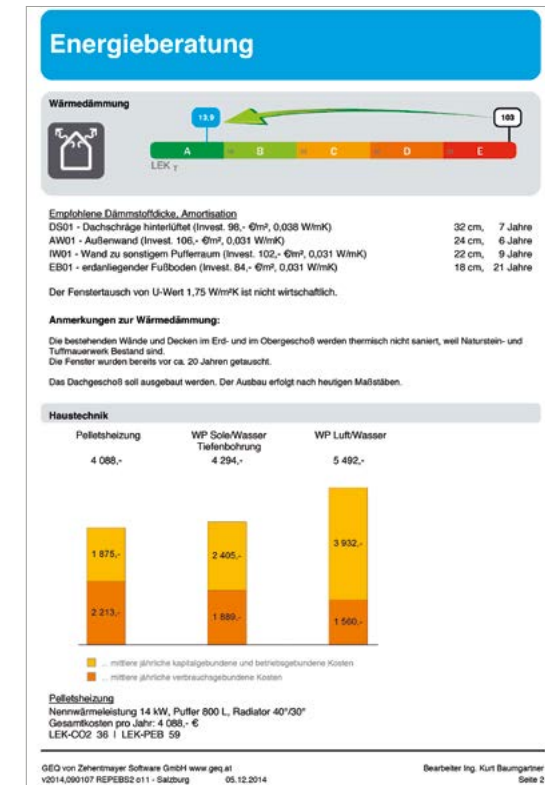 Energieberatung
Wärmedämmung
13,9
103
A B C D E
LEK T
Empfohlene Dämmstoffdicke, Amortisation
DS01 - Dachschräge hinterlüftet (Invest. 98,- €/m², 0,038 W/mK) 32 cm, 7 Jahre
AW01 - Außenwand (Invest. 106,- €/m², 0,031 W/mK) 24 cm, 6 Jahre
IW01 - Wand zu sonstigem Pufferraum (Invest. 102,- €/m², 0,031 W/mK) 22 cm, 9 Jahre
EB01 - erdanliegender Fußboden (Invest. 84,- €/m², 0,031 W/mK) 18 cm, 21 Jahre
Der Fenstertausch von U-Wert 1,75 W/m²K ist nicht wirtschaftlich.
Anmerkungen zur Wärmedämmung:
Die bestehenden Wände und Decken im Erd- und im Obergeschoß werden thermisch nicht saniert, weil Naturstein- und
Tuffmauerwerk Bestand sind.
Die Fenster wurden bereits vor ca. 20 Jahren getauscht.
Das Dachgeschoß soll ausgebaut werden. Der Ausbau erfolgt nach heutigen Maßstäben.
Haustechnik
Pelletsheizung WP Sole/Wasser WP Luft/Wasser
Tiefenbohrung
4 088,- 4 294,- 5 492,-
1 875,- 2 405,- 3 932,-
2 213,- 1 889,- 1 560,-
... mittlere jährliche kapitalgebundene und betriebsgebundene Kosten
... mittlere jährliche verbrauchsgebundene Kosten
Pelletsheizung
Nennwärmeleistung 14 kW, Puffer 800 L, Radiator 40°/30°
Gesamtkosten pro Jahr: 4 088,- €
LEK-CO2 36 | LEK-PEB 59
GEQ von Zehentmayer Software GmbH www.geq.at Bearbeiter Ing. Kurt Baumgartner
v2014,090107 REPEBS2 o11 - Salzburg 05.12.2014 Seite 2